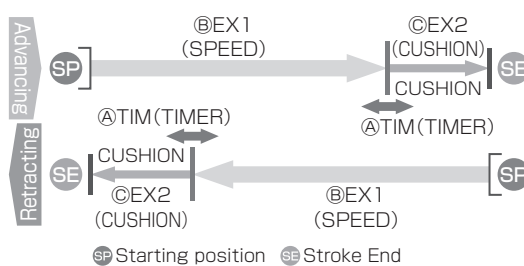 Advancing
ⒷEX1
(SPEED)
ⒸEX2
(CUSHION)
SP
SE
CUSHION
ⒶTIM(TIMER)
ⒶTIM(TIMER)
Retracting
CUSHION
SE
SP
ⒸEX2
(CUSHION)
ⒷEX1
(SPEED)
SP Starting position SE Stroke End